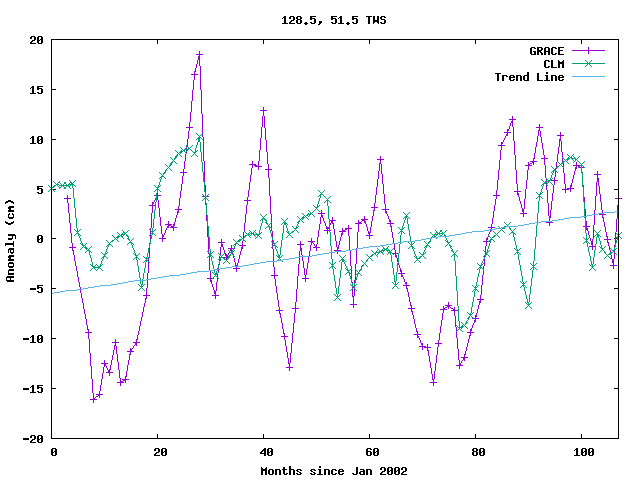 128.5, 51.5 TWS
GRACE
CLM
Trend Line
20
15
10
5
0
-5
-10
-15
-20
Anomaly (cm)
0 20 40 60 80 100
Months since Jan 2002